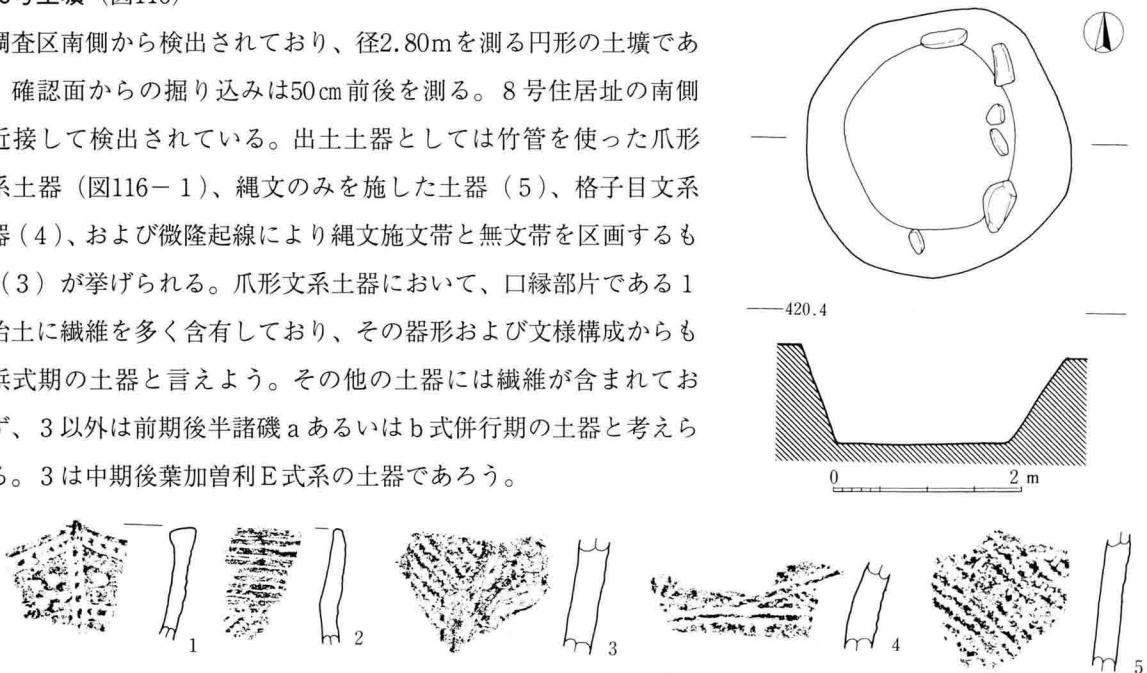 号土壙（図116）
調査区南側から検出されており、径2.80mを測る円形の土壙であ
確認面からの掘り込みは50㎝前後を測る。８号住居址の南側
近接して検出されている。出土土器としては竹管を使った爪形
系土器（図116－1）、縄文のみを施した土器（5）、格子目文系
器（4）、および微隆起線により縄文施文帯と無文帯を区画するも
（3）が挙げられる。爪形文系土器において、口縁部片である1
胎土に繊維を多く含有しており、その器形および文様構成からも
浜式期の土器と言えよう。その他の土器には繊維が含まれてお
ず、3以外は前期後半諸磯ａあるいはｂ式併行期の土器と考えら
る。3は中期後葉加曽利Ｅ式系の土器であろう。
420.4
0 2 m
1 2 3 4 5